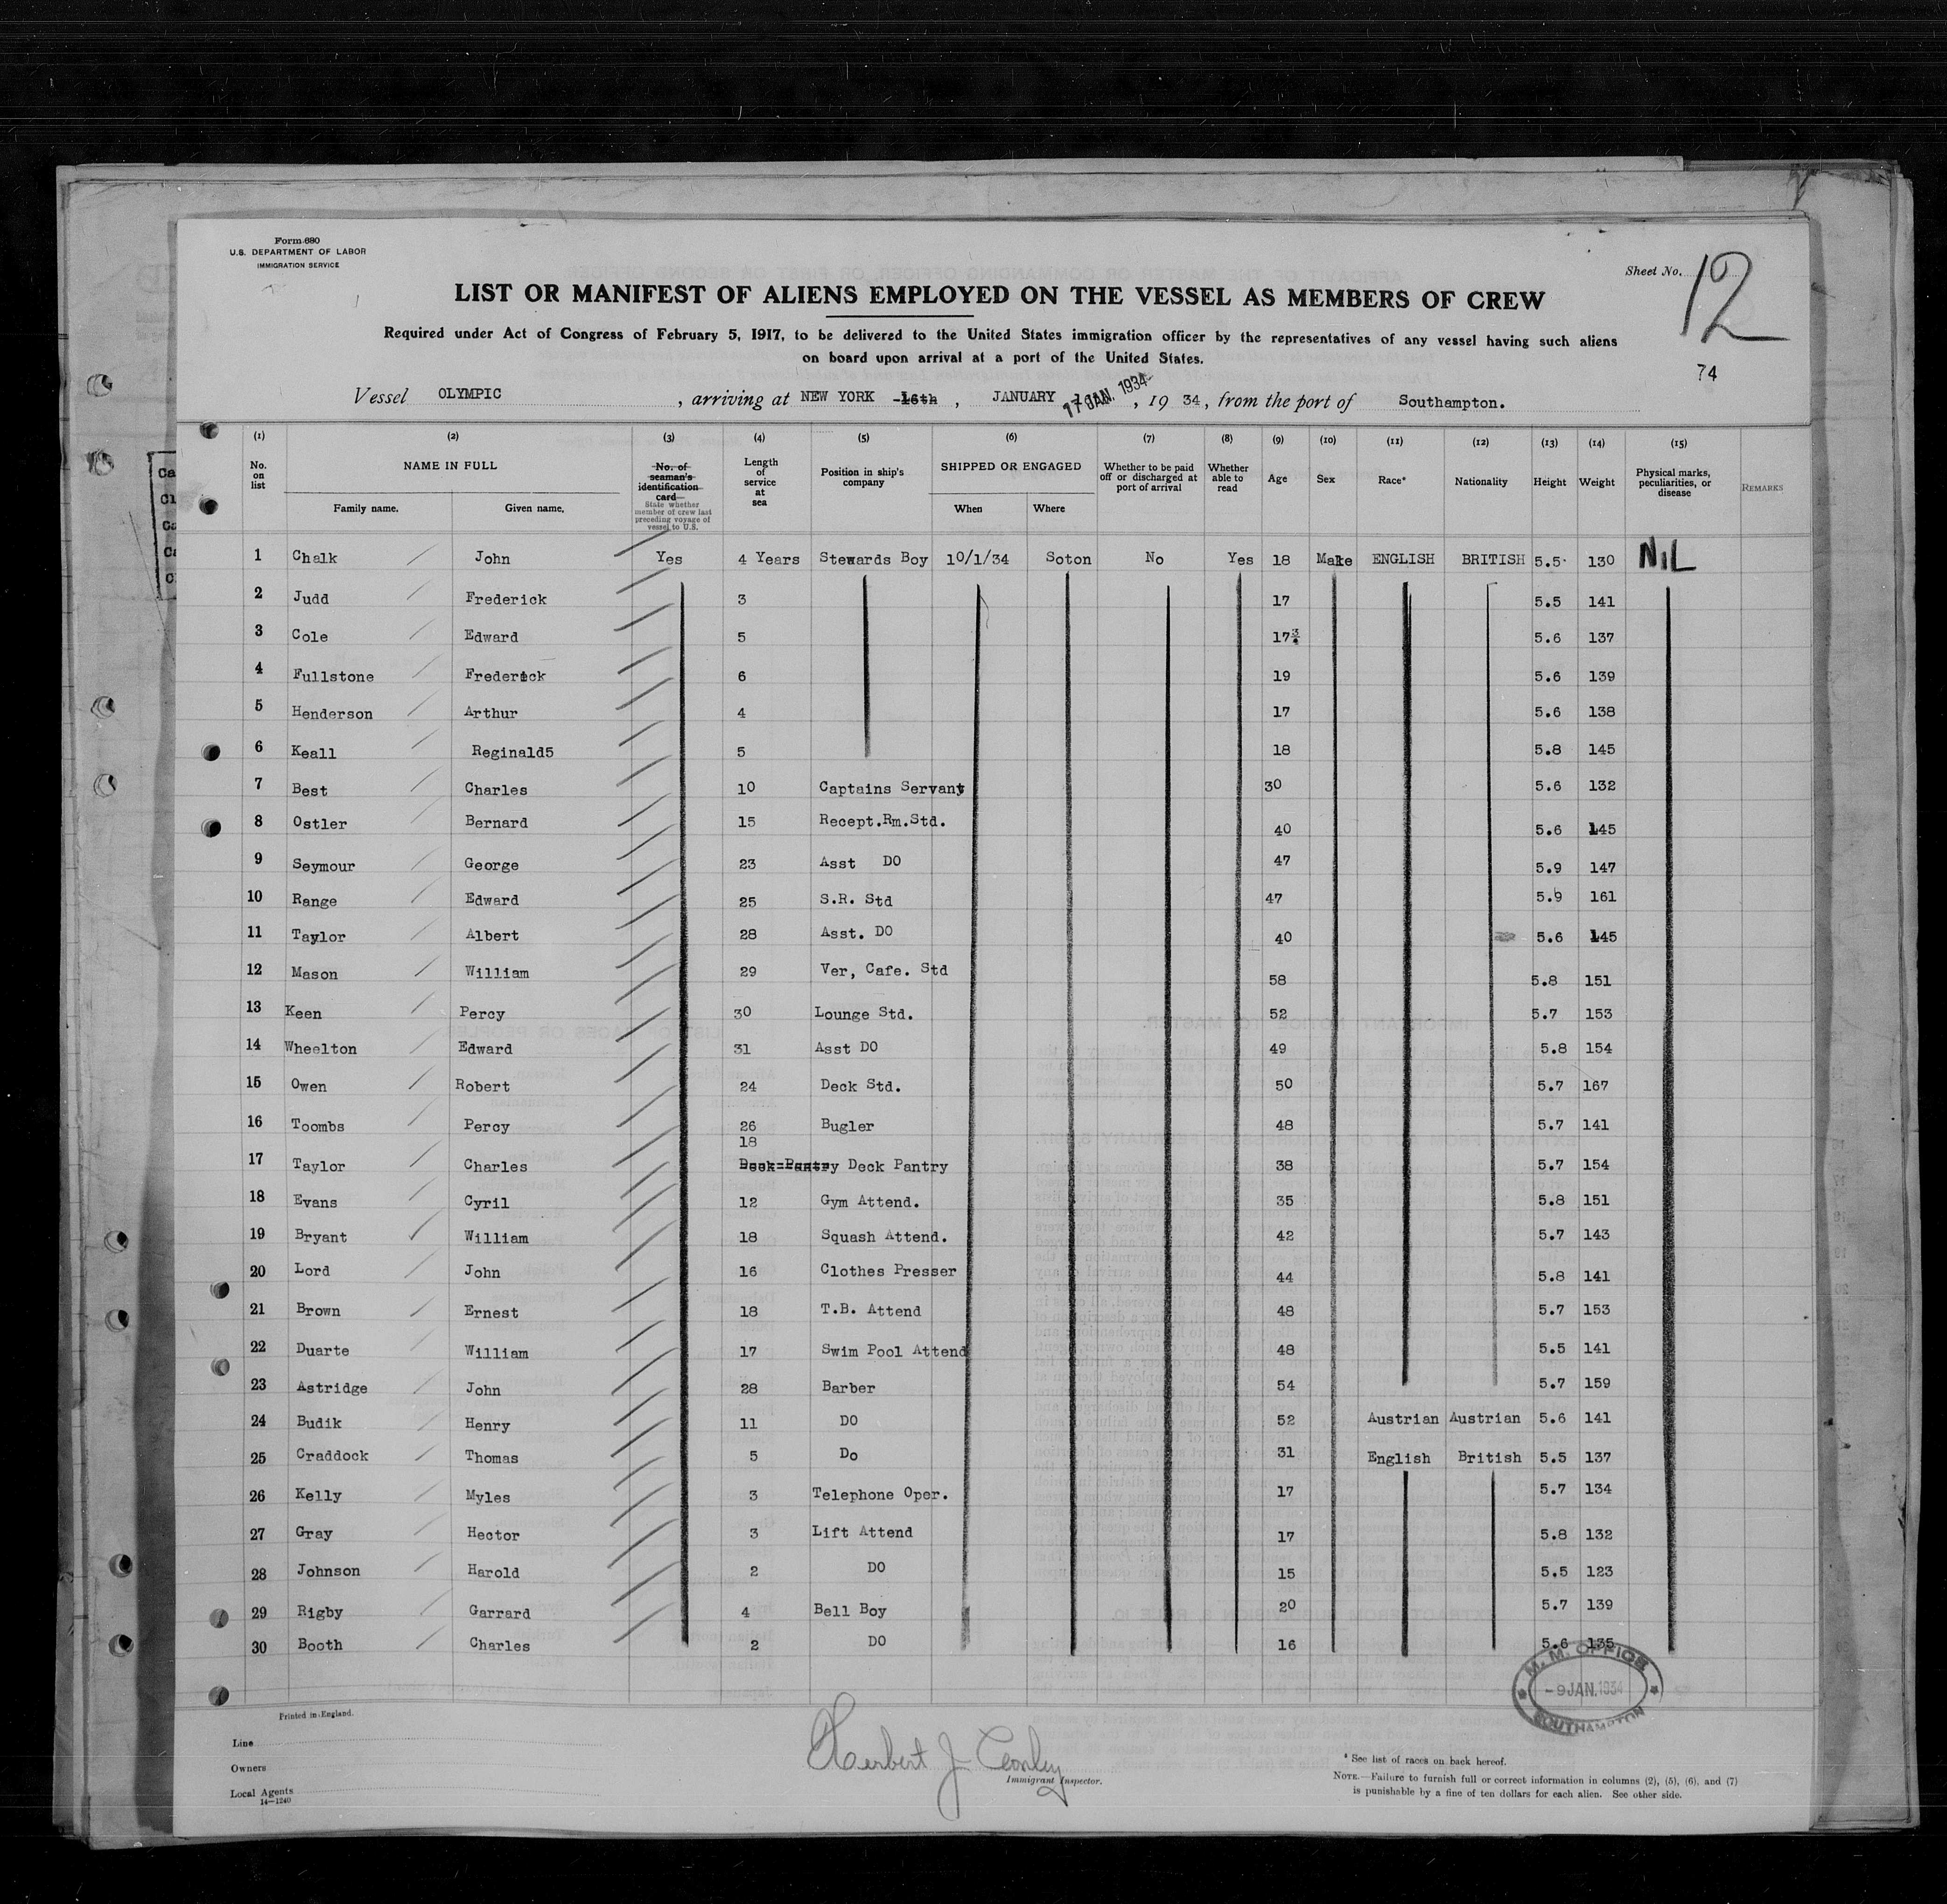 Form 680
U.S. DEPARTMENT OF LABOR
IMMIGRATION SERVICE
Sheet No. 12
LIST OR MANIFEST OF ALIENS EMPLOYED ON THE VESSEL AS MEMBERS OF CREW
Required under Act of Congress of February 5, 1917, to be delivered to the United States immigration officer by the representatives of any vessel having such aliens
on board upon arrival at a port of the United States.
74
Vessel OLYMPIC, arriving at NEW YORK 16th, JANUARY 17 JAN. 1934, 19 34, from the port of Southampton.
(1) (2) (3) (4) (5) (6) (7) (8) (9) (10) (11) (12) (13) (14) (15)
No. on list NAME IN FULL Family name. Given name. No. of seaman's identification card State whether member of crew last preceding voyage of vessel to U.S. Length of service at sea Position in ship's company SHIPPED OR ENGAGED When Where Whether to be paid off or discharged at port of arrival Whether able to read Age Sex Race* Nationality Height Weight Physical marks, peculiarities, or disease REMARKS
1 Chalk John Yes 4 Years Stewards Boy 10/1/34 Soton No Yes 18 Make ENGLISH BRITISH 5.5 130 NIL
2 Judd Frederick 3 17 5.5 141
3 Cole Edward 5 17¾ 5.6 137
4 Fullstone Frederick 6 19 5.6 139
5 Henderson Arthur 4 17 5.6 138
6 Keall Reginald5 5 18 5.8 145
7 Best Charles 10 Captains Servant 30 5.6 132
8 Ostler Bernard 15 Recept.Rm.Std. 40 5.6 145
9 Seymour George 23 Asst DO 47 5.9 147
10 Range Edward 25 S.R. Std 47 5.9 161
11 Taylor Albert 28 Asst. DO 40 5.6 145
12 Mason William 29 Ver, Cafe. Std 58 5.8 151
13 Keen Percy 30 Lounge Std. 52 5.7 153
14 Wheelton Edward 31 Asst DO 49 5.8 154
15 Owen Robert 24 Deck Std. 50 5.7 167
16 Toombs Percy 26 Bugler 48 5.7 141
17 Taylor Charles 18 Deck=Pantry Deck Pantry 38 5.7 154
18 Evans Cyril 12 Gym Attend. 35 5.8 151
19 Bryant William 18 Squash Attend. 42 5.7 143
20 Lord John 16 Clothes Presser 44 5.8 141
21 Brown Ernest 18 T.B. Attend 48 5.7 153
22 Duarte William 17 Swim Pool Attend 48 5.5 141
23 Astridge John 28 Barber 54 5.7 159
24 Budik Henry 11 DO 52 Austrian Austrian 5.6 141
25 Craddock Thomas 5 Do 31 English British 5.5 137
26 Kelly Myles 3 Telephone Oper. 17 5.7 134
27 Gray Hector 3 Lift Attend 17 5.8 132
28 Johnson Harold 2 DO 15 5.5 123
29 Rigby Garrard 4 Bell Boy 20 5.7 139
30 Booth Charles 2 DO 16 5.6 135
M. M. OFFICE
-9 JAN. 1934
SOUTHAMPTON
Printed in England.
Line
Owners
Local Agents
14—1240
Herbert J.
Immigrant Inspector.
* See list of races on back hereof.
NOTE.—Failure to furnish full or correct information in columns (2), (5), (6), and (7)
is punishable by a fine of ten dollars for each alien. See other side.